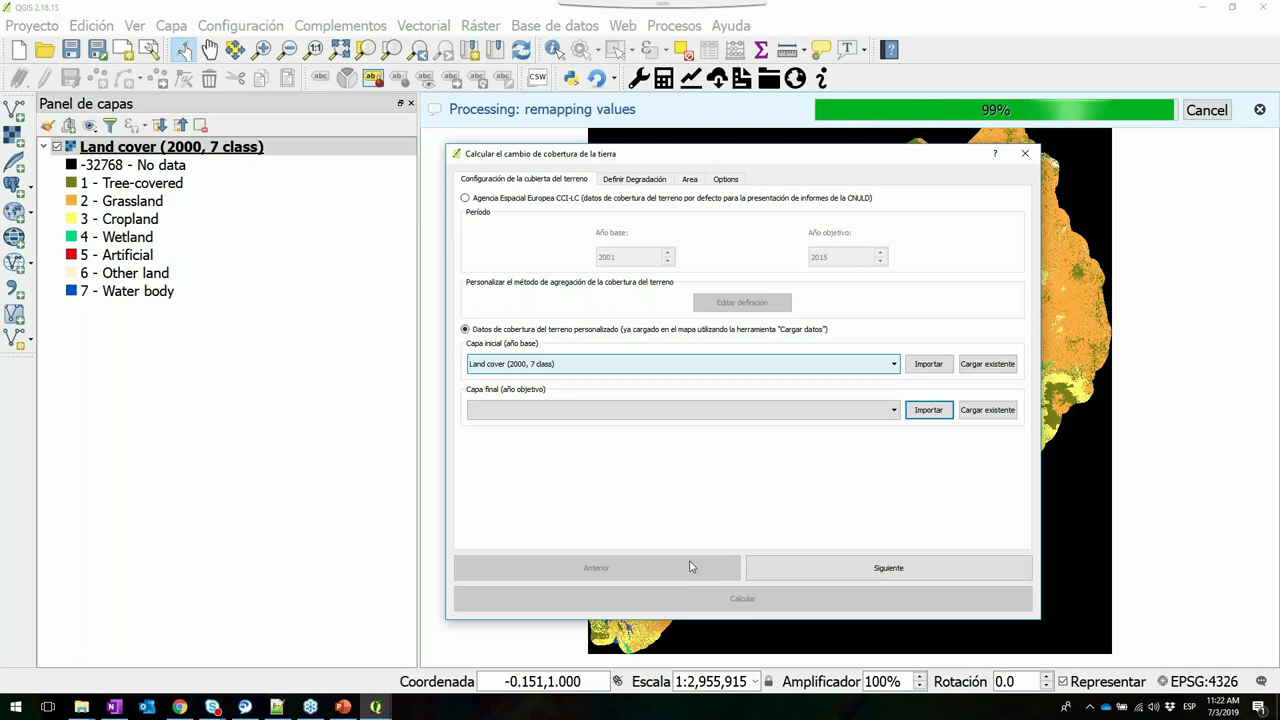 QGIS 2.18.15
Proyecto Edición Ver Capa Configuración Complementos Vectorial Ráster Base de datos Web Procesos Ayuda
CSW
Panel de capas
Processing: remapping values
99%
Cancel
Land cover (2000, 7 class)
-32768 - No data
1 - Tree-covered
2 - Grassland
3 - Cropland
4 - Wetland
5 - Artificial
6 - Other land
7 - Water body
Calcular el cambio de cobertura de la tierra
Configuración de la cubierta del terreno Definir Degradación Area Options
Agencia Espacial Europea CCI-LC (datos de cobertura del terreno por defecto para la presentación de informes de la CNULD)
Período
Año base: Año objetivo:
2001 2015
Personalizar el método de agregación de la cobertura del terreno
Editar definición
Datos de cobertura del terreno personalizado (ya cargado en el mapa utilizando la herramienta "Cargar datos")
Capa inicial (año base)
Land cover (2000, 7 class) Importar Cargar existente
Capa final (año objetivo)
Importar Cargar existente
Anterior Siguiente
Calcular
Coordenada -0.151,1.000 Escala 1:2,955,915 Amplificador 100% Rotación 0.0 Representar EPSG:4326
ESP
11:22 AM
7/3/2019